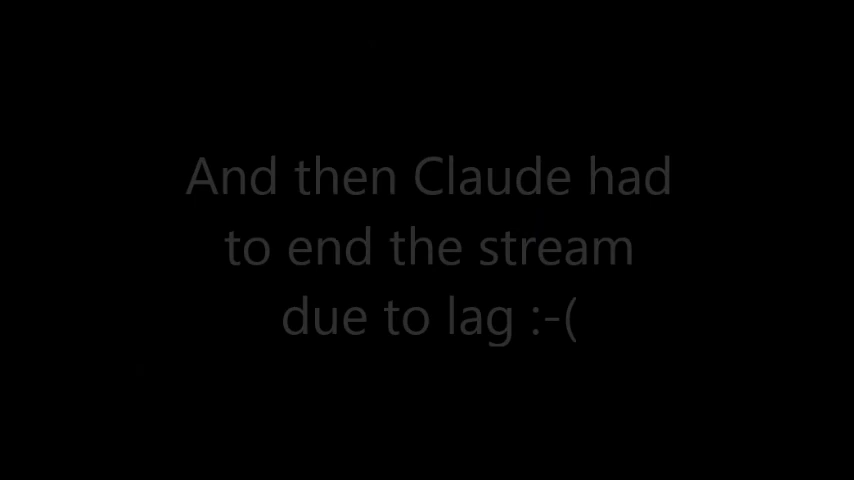 And then Claude had
to end the stream
due to lag :-(